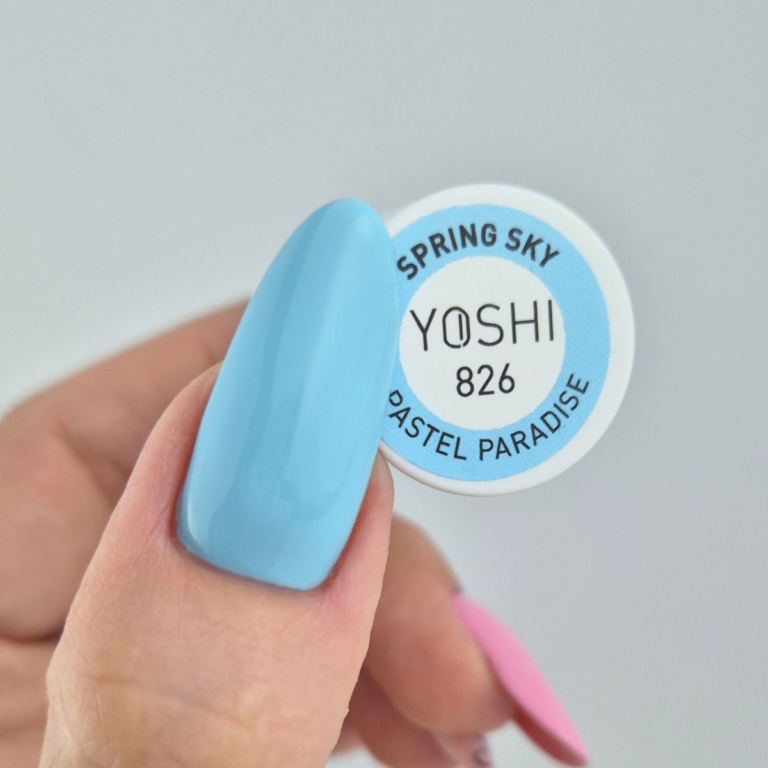 SPRING SKY
YOSHI
826
PASTEL PARADISE